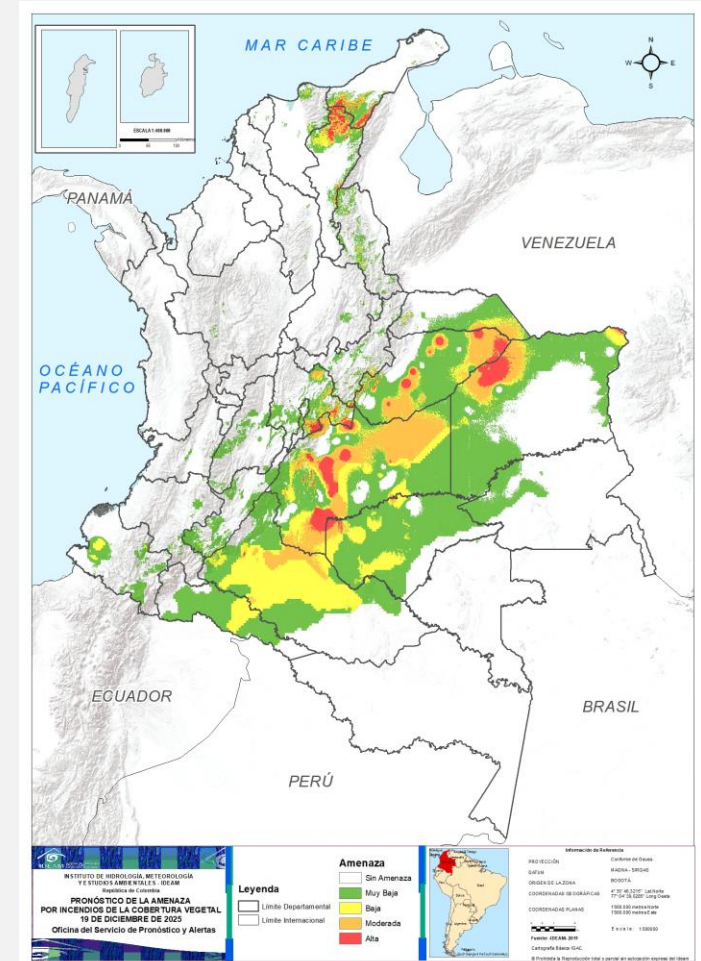 MAR CARIBE
N
W
E
S
PANAMÁ
VENEZUELA
OCÉANO
PACÍFICO
ECUADOR
BRASIL
PERÚ
INSTITUTO DE HIDROLOGÍA, METEOROLOGÍA
Y ESTUDIOS AMBIENTALES - IDEAM
República de Colombia
PRONÓSTICO DE LA AMENAZA
POR INCENDIOS DE LA COBERTURA VEGETAL
19 DE DICIEMBRE DE 2025
Oficina del Servicio de Pronóstico y Alertas
Leyenda
Límite Departamental
Límite Internacional
Amenaza
Sin Amenaza
Muy Baja
Baja
Moderada
Alta
Información de Referencia
PROYECCIÓN
Conforme de Gauss
DATUM
MAGNA - SIRGAS
ORIGEN DE LA ZONA
BOGOTÁ
COORDENADAS GEOGRÁFICAS
COORDENADAS PLANAS
Cartografía Básica IGAC